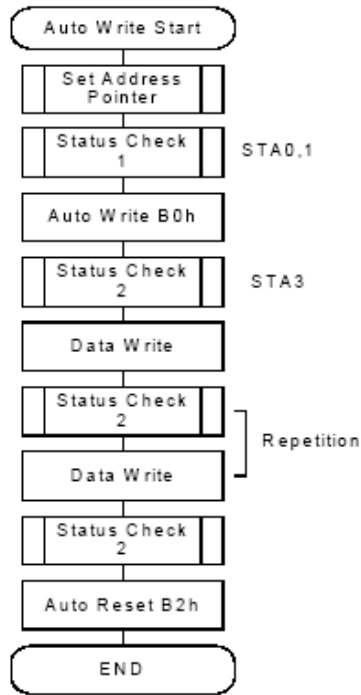 Auto Write Start
Set Address
Pointer
Status Check
1
STA0,1
Auto Write B0h
Status Check
2
STA3
Data Write
Status Check
2
Repetition
Data Write
Status Check
2
Auto Reset B2h
END